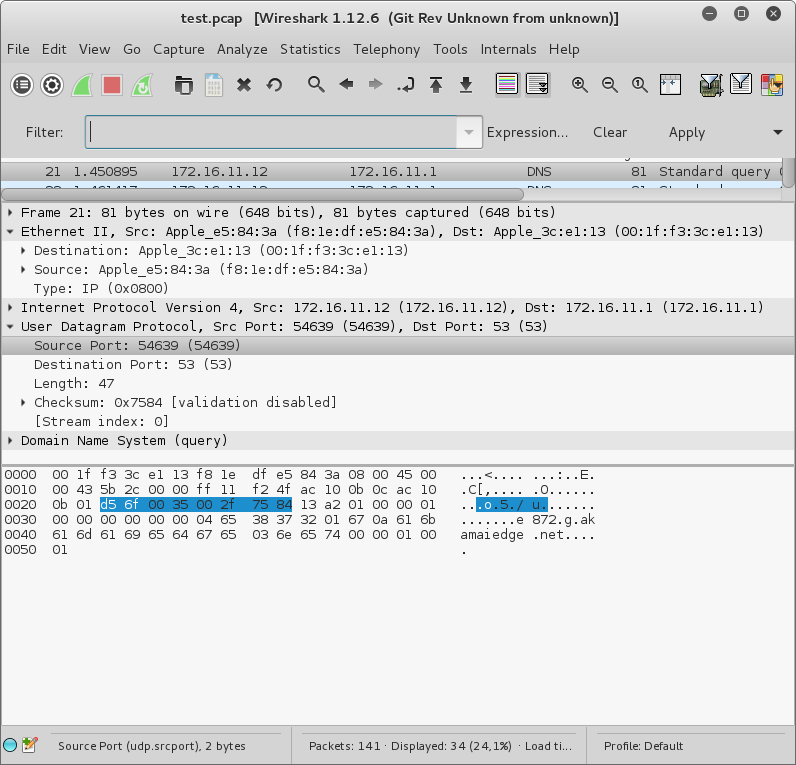 test.pcap   [Wireshark 1.12.6  (Git Rev Unknown from unknown)]
File Edit View Go Capture Analyze Statistics Telephony Tools Internals Help
Filter: Expression... Clear Apply
21 1.450895 172.16.11.12 172.16.11.1 DNS 81 Standard query
Frame 21: 81 bytes on wire (648 bits), 81 bytes captured (648 bits)
Ethernet II, Src: Apple_e5:84:3a (f8:1e:df:e5:84:3a), Dst: Apple_3c:e1:13 (00:1f:f3:3c:e1:13)
Destination: Apple_3c:e1:13 (00:1f:f3:3c:e1:13)
Source: Apple_e5:84:3a (f8:1e:df:e5:84:3a)
Type: IP (0x0800)
Internet Protocol Version 4, Src: 172.16.11.12 (172.16.11.12), Dst: 172.16.11.1 (172.16.11.1)
User Datagram Protocol, Src Port: 54639 (54639), Dst Port: 53 (53)
Source Port: 54639 (54639)
Destination Port: 53 (53)
Length: 47
Checksum: 0x7584 [validation disabled]
[Stream index: 0]
Domain Name System (query)
0000  00 1f f3 3c e1 13 f8 1e  df e5 84 3a 08 00 45 00   ...<.... ...:..E.
0010  00 43 5b 2c 00 00 ff 11  f2 4f ac 10 0b 0c ac 10   .C[,.... .O......
0020  0b 01 d5 6f 00 35 00 2f  75 84 13 a2 01 00 00 01   ...o.5./ u.......
0030  00 00 00 00 00 00 04 65  38 37 32 01 67 0a 61 6b   .......e 872.g.ak
0040  61 6d 61 69 65 64 67 65  03 6e 65 74 00 00 01 00   amaiedge .net....
0050  01   .
Source Port (udp.srcport), 2 bytes Packets: 141 · Displayed: 34 (24,1%) · Load ti... Profile: Default